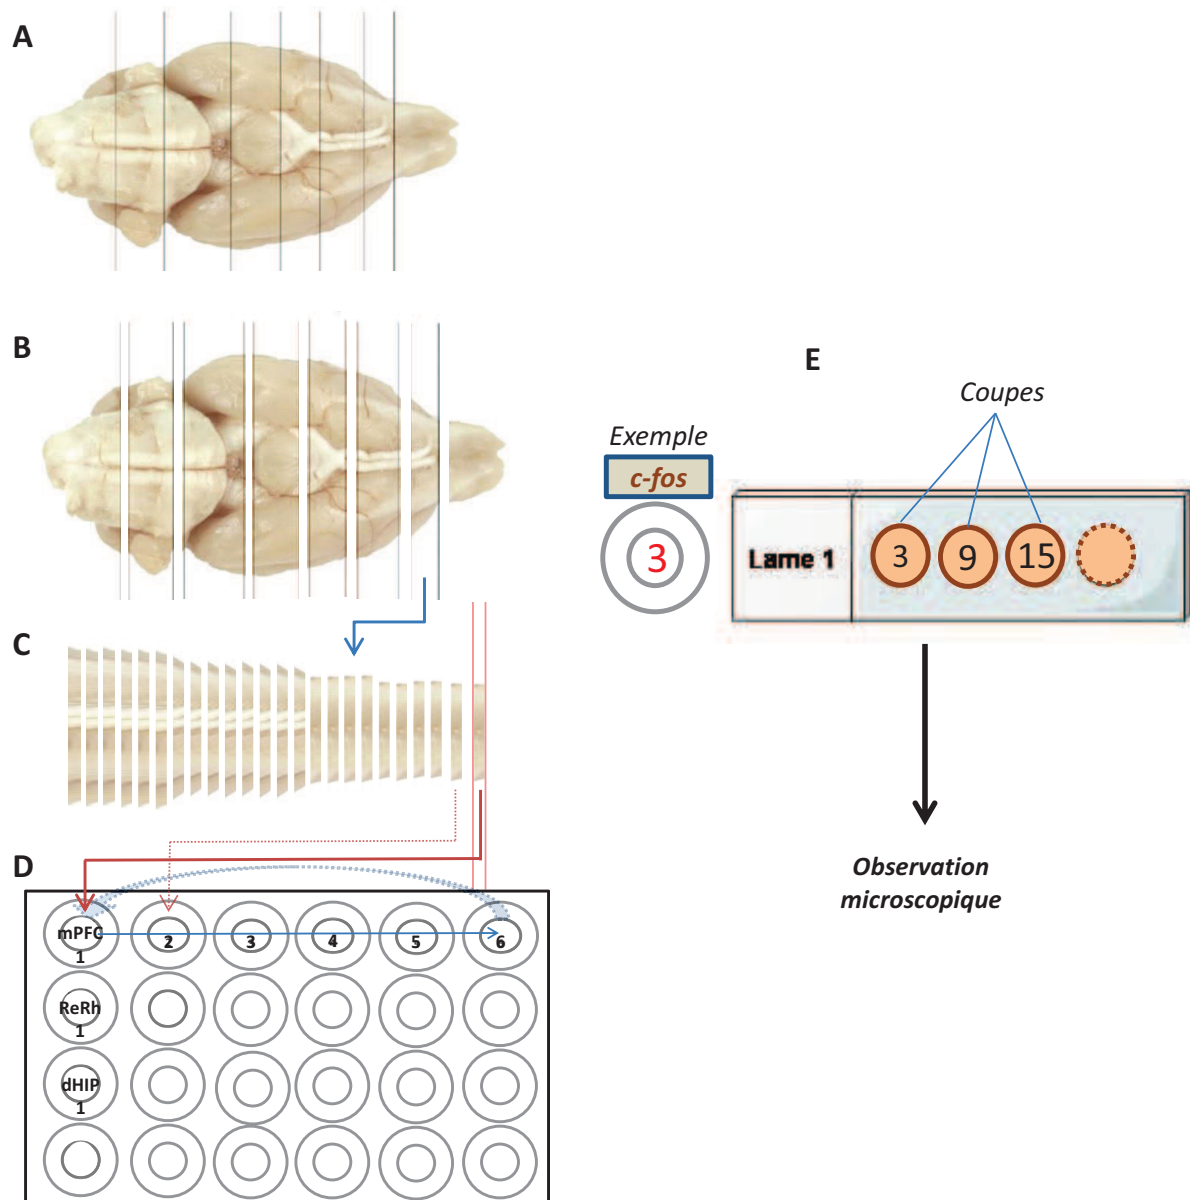 A
B
C
D
mPFC
1
2
3
4
5
6
ReRh
1
dHIP
1
E
Coupes
Exemple
c-fos
3
Lame 1
3
9
15
Observation
microscopique